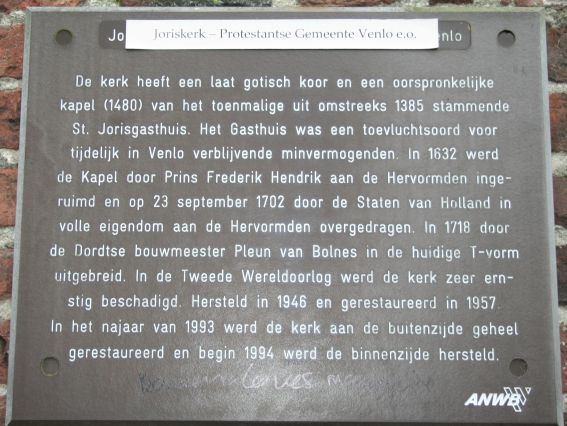 Jo
Joriskerk – Protestantse Gemeente Venlo e.o.
enlo
De kerk heeft een laat gotisch koor en een oorspronkelijke
kapel (1480) van het toenmalige uit omstreeks 1385 stammende
St. Jorisgasthuis. Het Gasthuis was een toevluchtsoord voor
tijdelijk in Venlo verblijvende minvermogenden. In 1632 werd
de Kapel door Prins Frederik Hendrik aan de Hervormden inge-
ruimd en op 23 september 1702 door de Staten van Holland in
volle eigendom aan de Hervormden overgedragen. In 1718 door
de Dordtse bouwmeester Pleun van Bolnes in de huidige T-vorm
uitgebreid. In de Tweede Wereldoorlog werd de kerk zeer ern-
stig beschadigd. Hersteld in 1946 en gerestaureerd in 1957.
In het najaar van 1993 werd de kerk aan de buitenzijde geheel
gerestaureerd en begin 1994 werd de binnenzijde hersteld.
ANWB